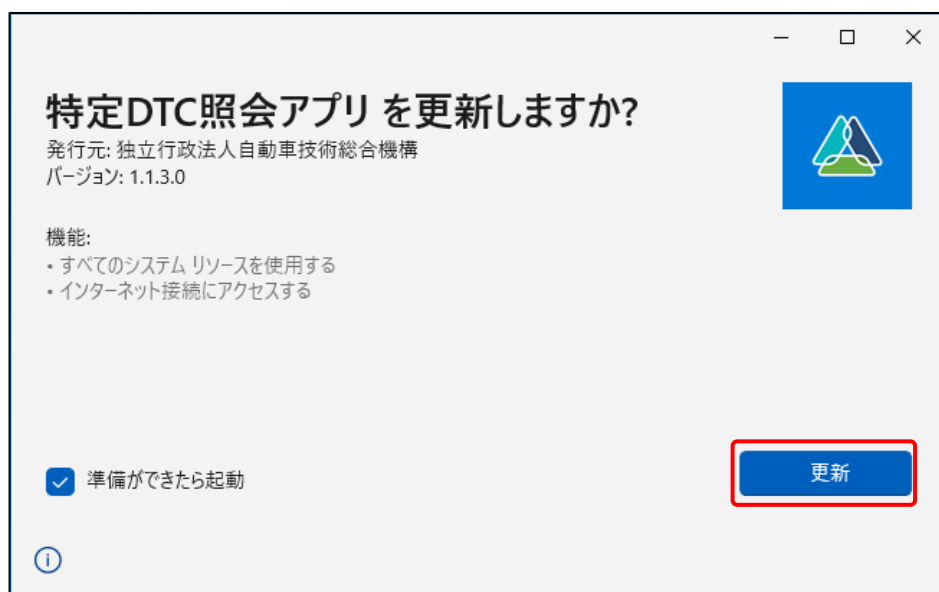 特定DTC照会アプリ を更新しますか?
発行元: 独立行政法人自動車技術総合機構
バージョン: 1.1.3.0
機能:
• すべてのシステム リソースを使用する
• インターネット接続にアクセスする
準備ができたら起動
更新